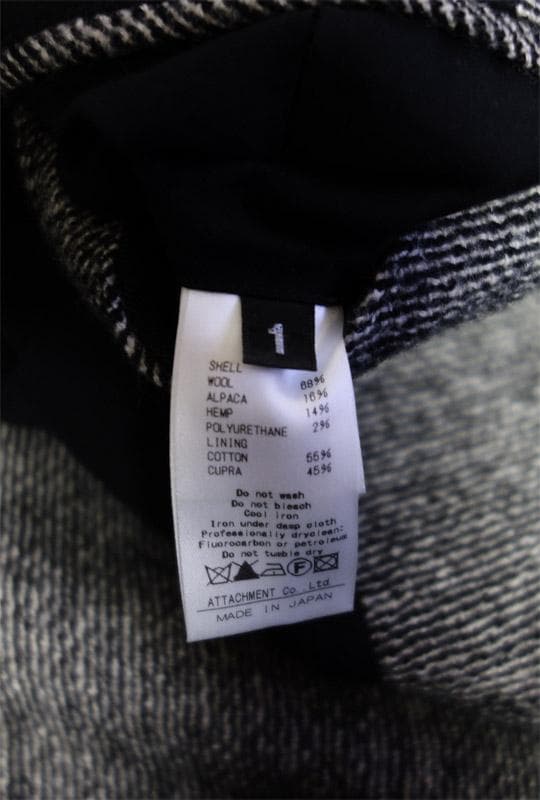 1
SHELL
WOOL 68%
ALPACA 16%
HEMP 14%
POLYURETHANE 2%
LINING
COTTON 55%
CUPRA 45%
Do not wash
Do not bleach
Cool iron
Iron under damp cloth
Professionally dryclean:
Fluorocarbon or petroleum
Do not tumble dry
F
ATTACHMENT Co.,Ltd
MADE IN JAPAN